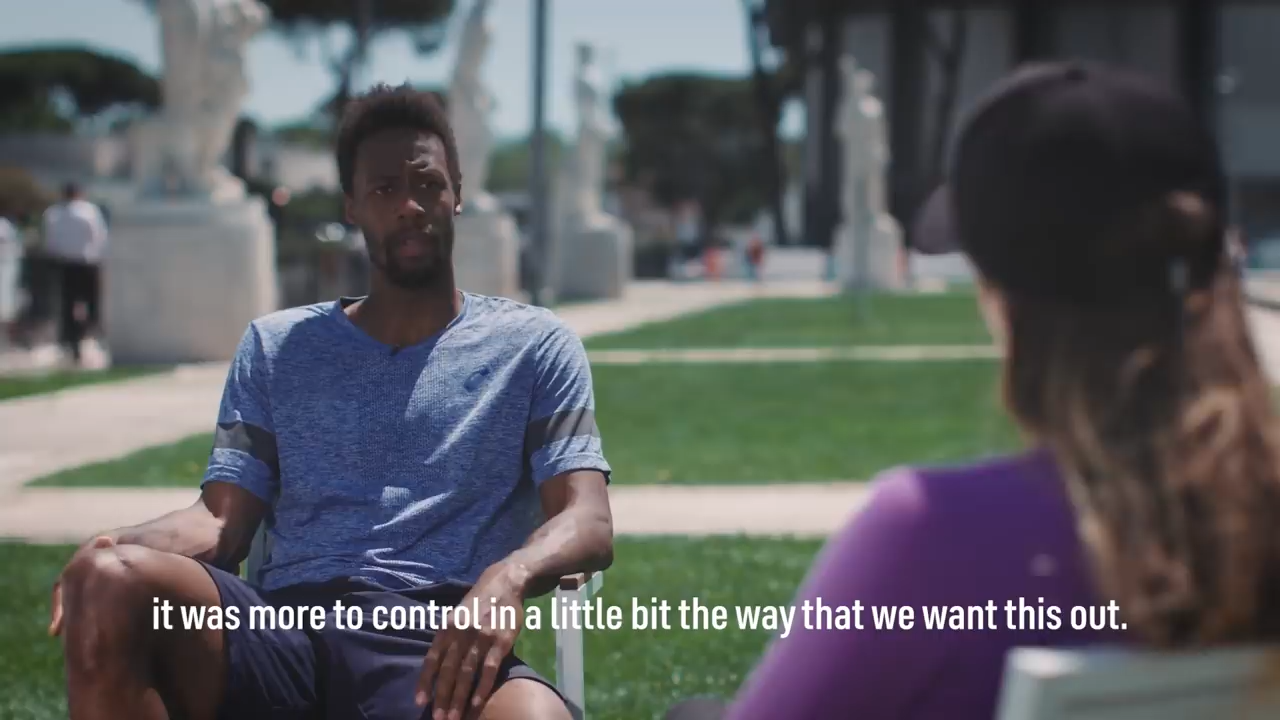 it was more to control in a little bit the way that we want this out.